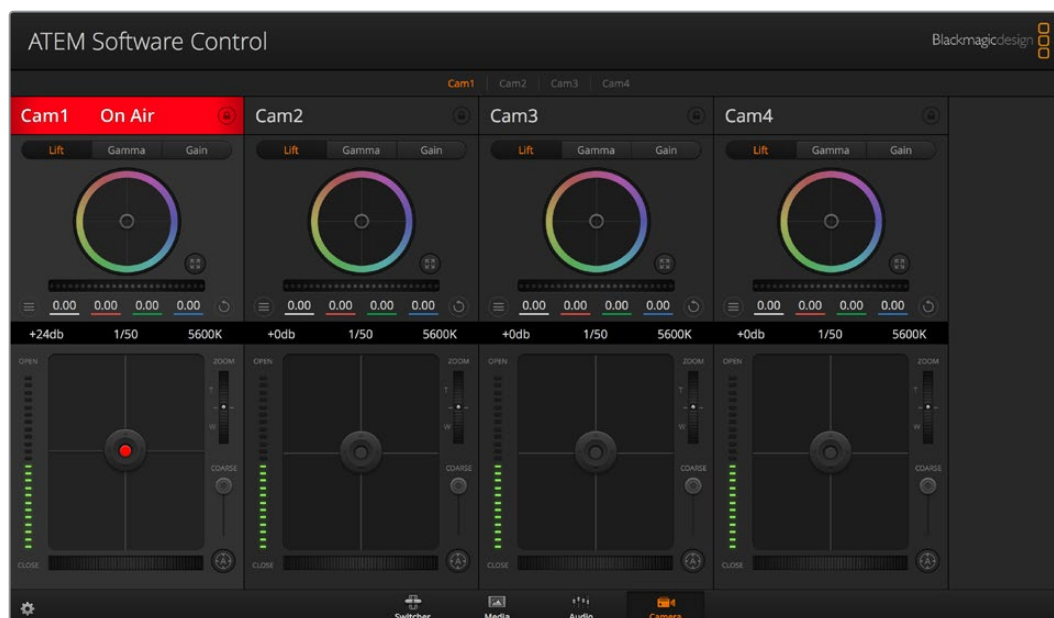 ATEM Software Control
Blackmagicdesign
Cam1 Cam2 Cam3 Cam4
Cam1 On Air Cam2 Cam3 Cam4
Lift Gamma Gain Lift Gamma Gain Lift Gamma Gain Lift Gamma Gain
0.00 0.00 0.00 0.00 0.00 0.00 0.00 0.00 0.00 0.00 0.00 0.00 0.00 0.00 0.00 0.00
+24db 1/50 5600K +0db 1/50 5600K +0db 1/50 5600K +0db 1/50 5600K
OPEN ZOOM OPEN ZOOM OPEN ZOOM OPEN ZOOM
T T T T
W W W W
COARSE COARSE COARSE COARSE
A A A A
CLOSE CLOSE CLOSE CLOSE
Switcher Media Audio Camera